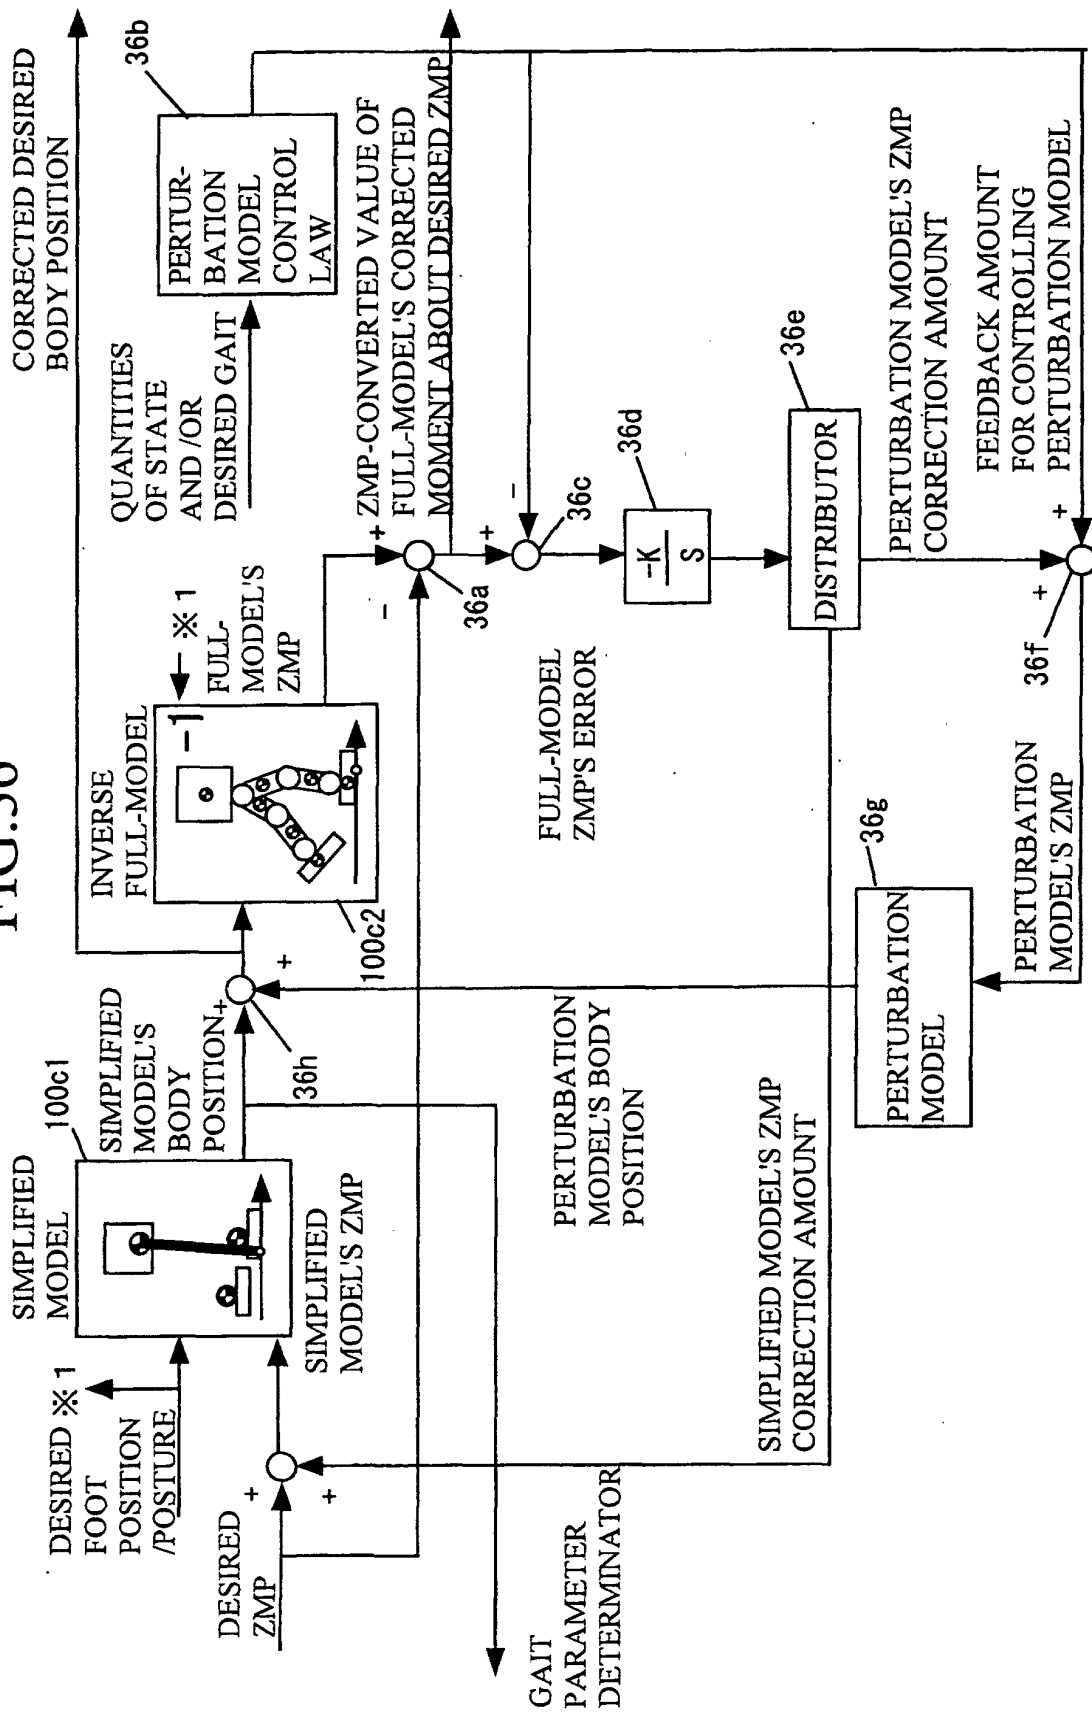 FIG.36
CORRECTED DESIRED
BODY POSITION
36b
PERTUR-
BATION
MODEL
CONTROL
LAW
QUANTITIES
OF STATE
AND /OR
DESIRED GAIT
ZMP-CONVERTED VALUE OF
FULL-MODEL'S CORRECTED
MOMENT ABOUT DESIRED ZMP
INVERSE
FULL-MODEL
-1
※1
FULL-
MODEL'S
ZMP
100c2
SIMPLIFIED
MODEL
100c1
SIMPLIFIED
MODEL'S
BODY
POSITION+
+
36h
SIMPLIFIED
MODEL'S ZMP
DESIRED ※1
FOOT
POSITION
/POSTURE
DESIRED
ZMP
+
+
GAIT
PARAMETER
DETERMINATOR
+
-
36a
+
-
36c
FULL-MODEL
ZMP'S ERROR
-K
S
36d
DISTRIBUTOR
36e
PERTURBATION MODEL'S ZMP
CORRECTION AMOUNT
FEEDBACK AMOUNT
FOR CONTROLLING
PERTURBATION MODEL
+
+
36f
PERTURBATION
MODEL'S ZMP
36g
PERTURBATION
MODEL
PERTURBATION
MODEL'S BODY
POSITION
SIMPLIFIED MODEL'S ZMP
CORRECTION AMOUNT